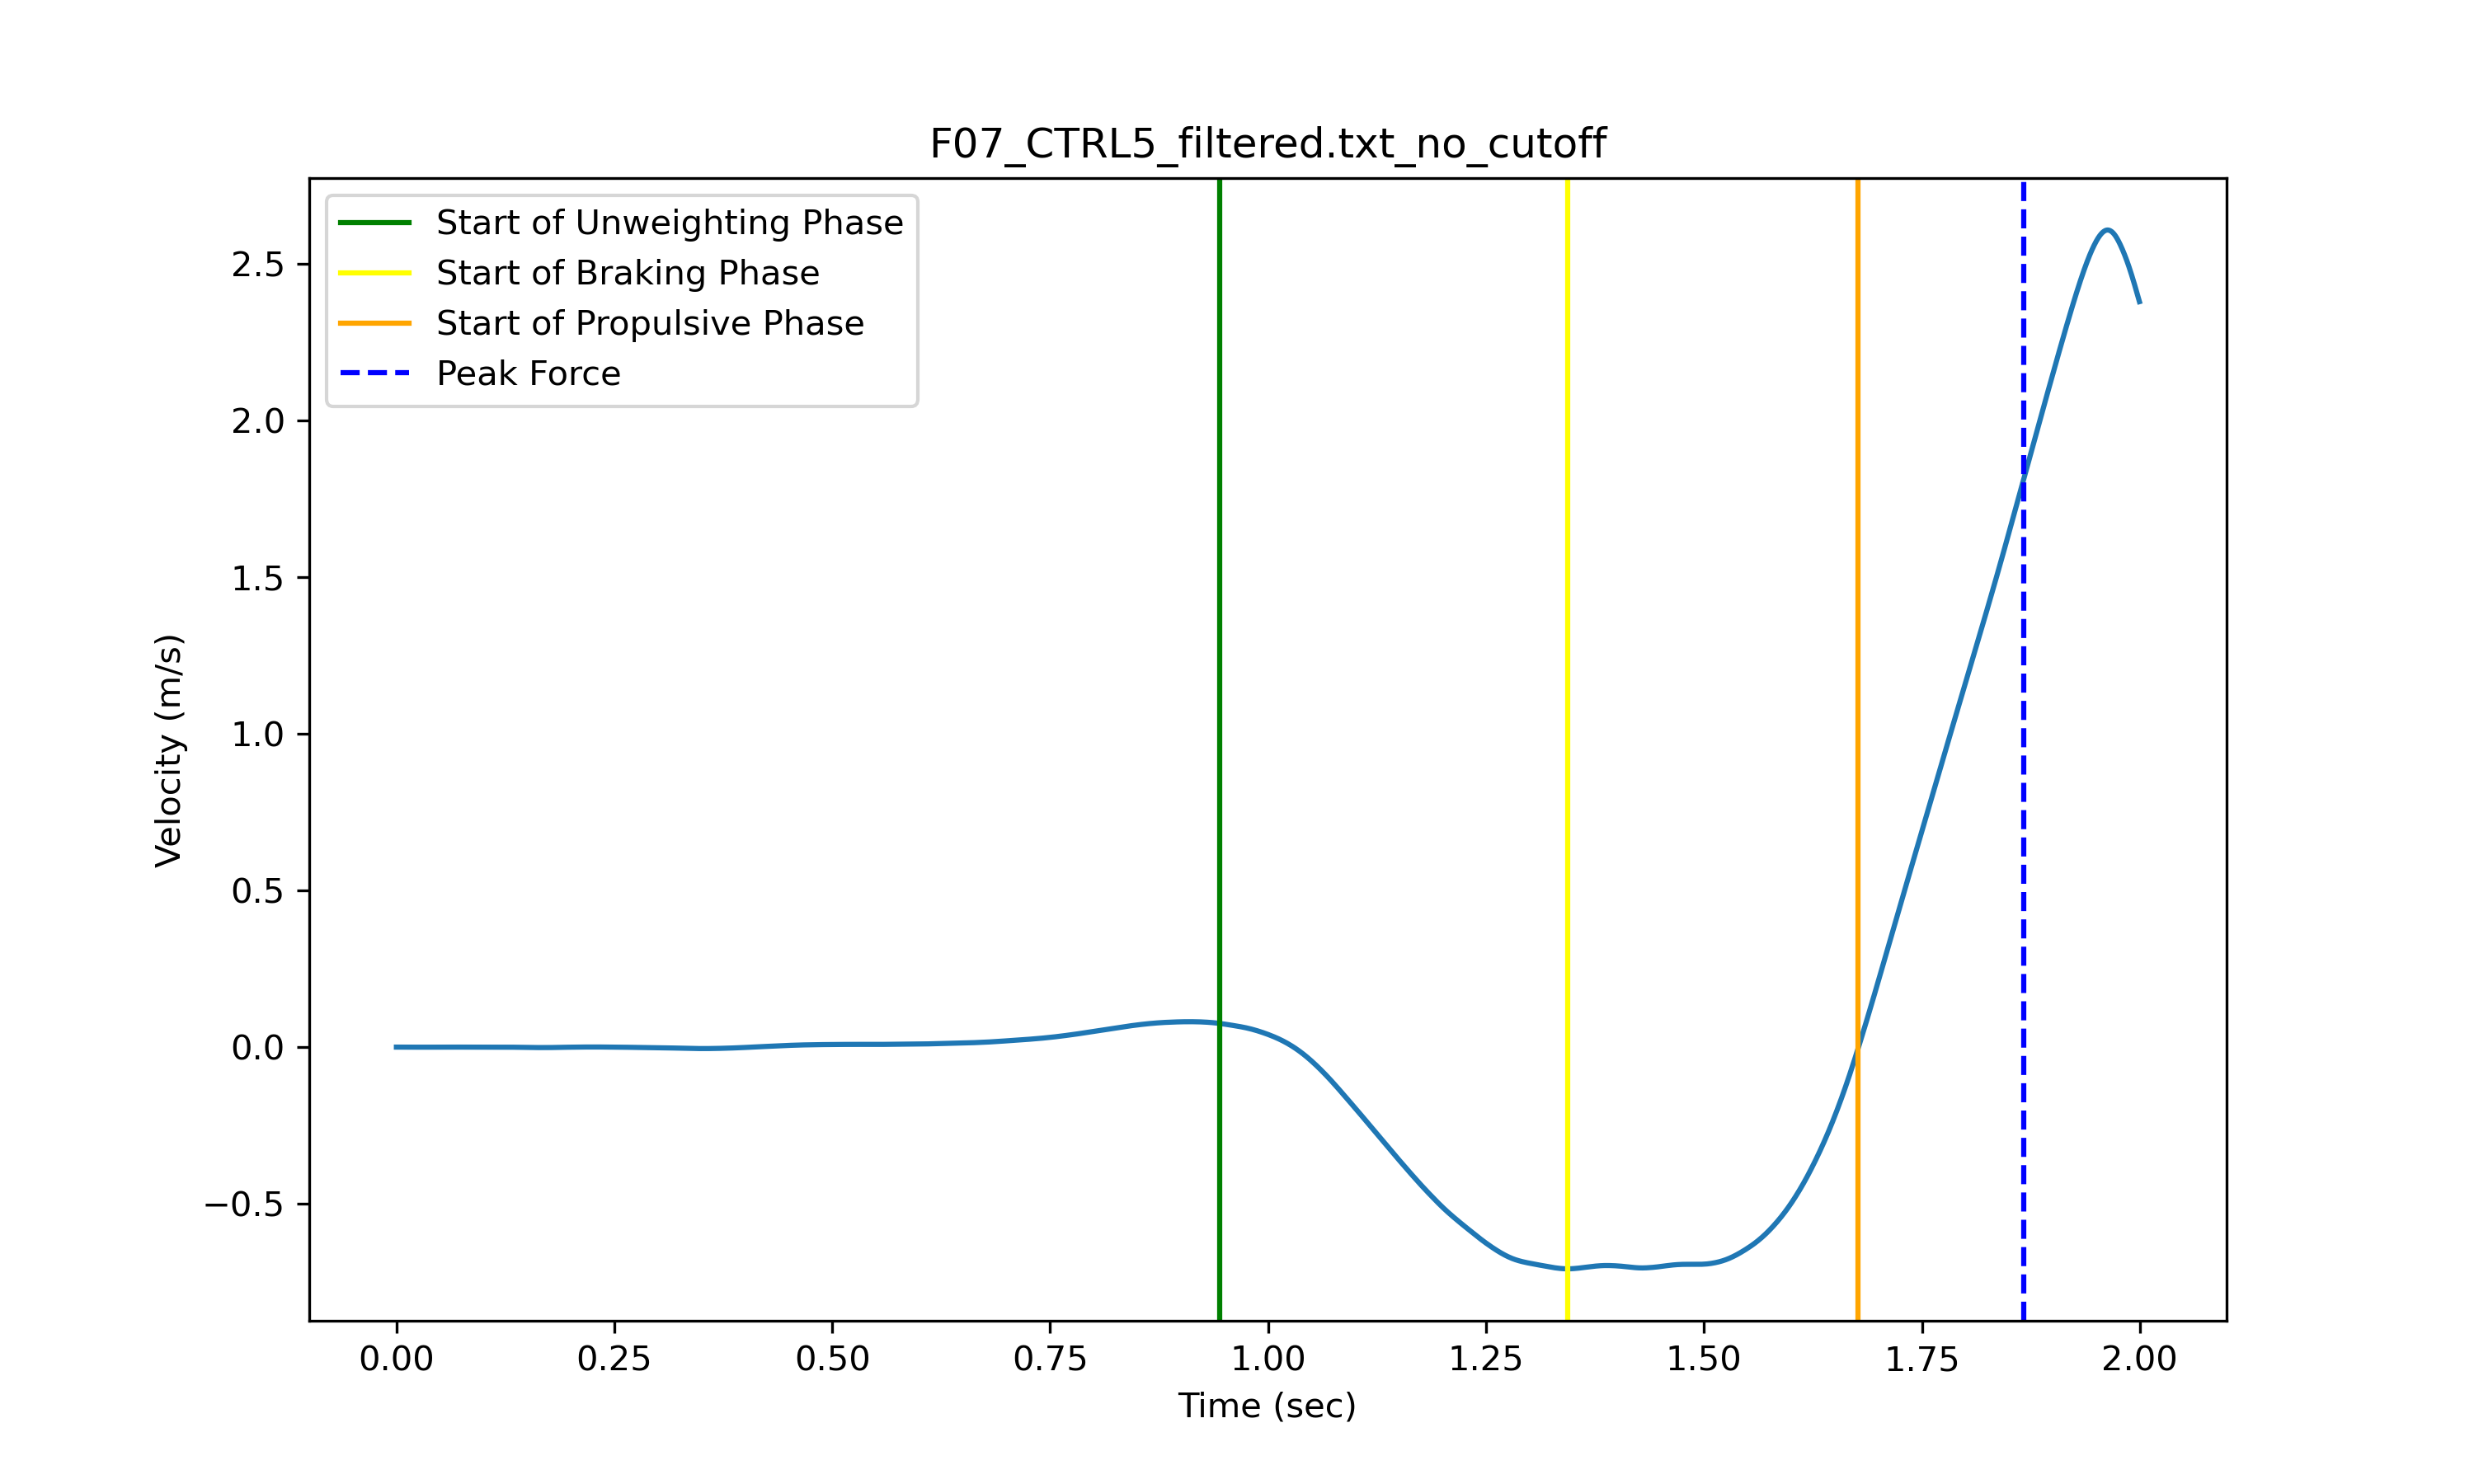 F07_CTRL5_filtered.txt_no_cutoff
Start of Unweighting Phase
Start of Braking Phase
Start of Propulsive Phase
Peak Force
2.5
2.0
1.5
1.0
0.5
0.0
−0.5
Velocity (m/s)
0.00 0.25 0.50 0.75 1.00 1.25 1.50 1.75 2.00
Time (sec)